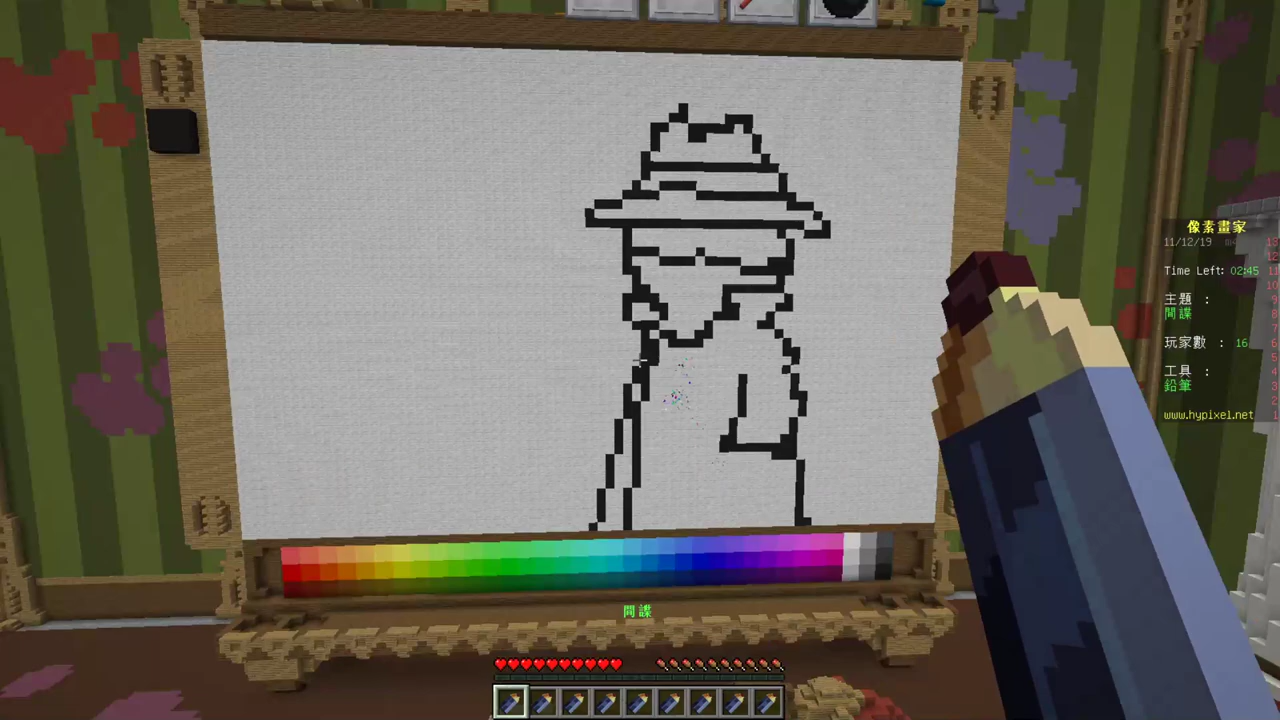 像素畫家
11/12/19
Time Left: 02:45
主題 :
間諜
玩家數 : 16
工具 :
鉛筆
www.hypixel.net
間諜